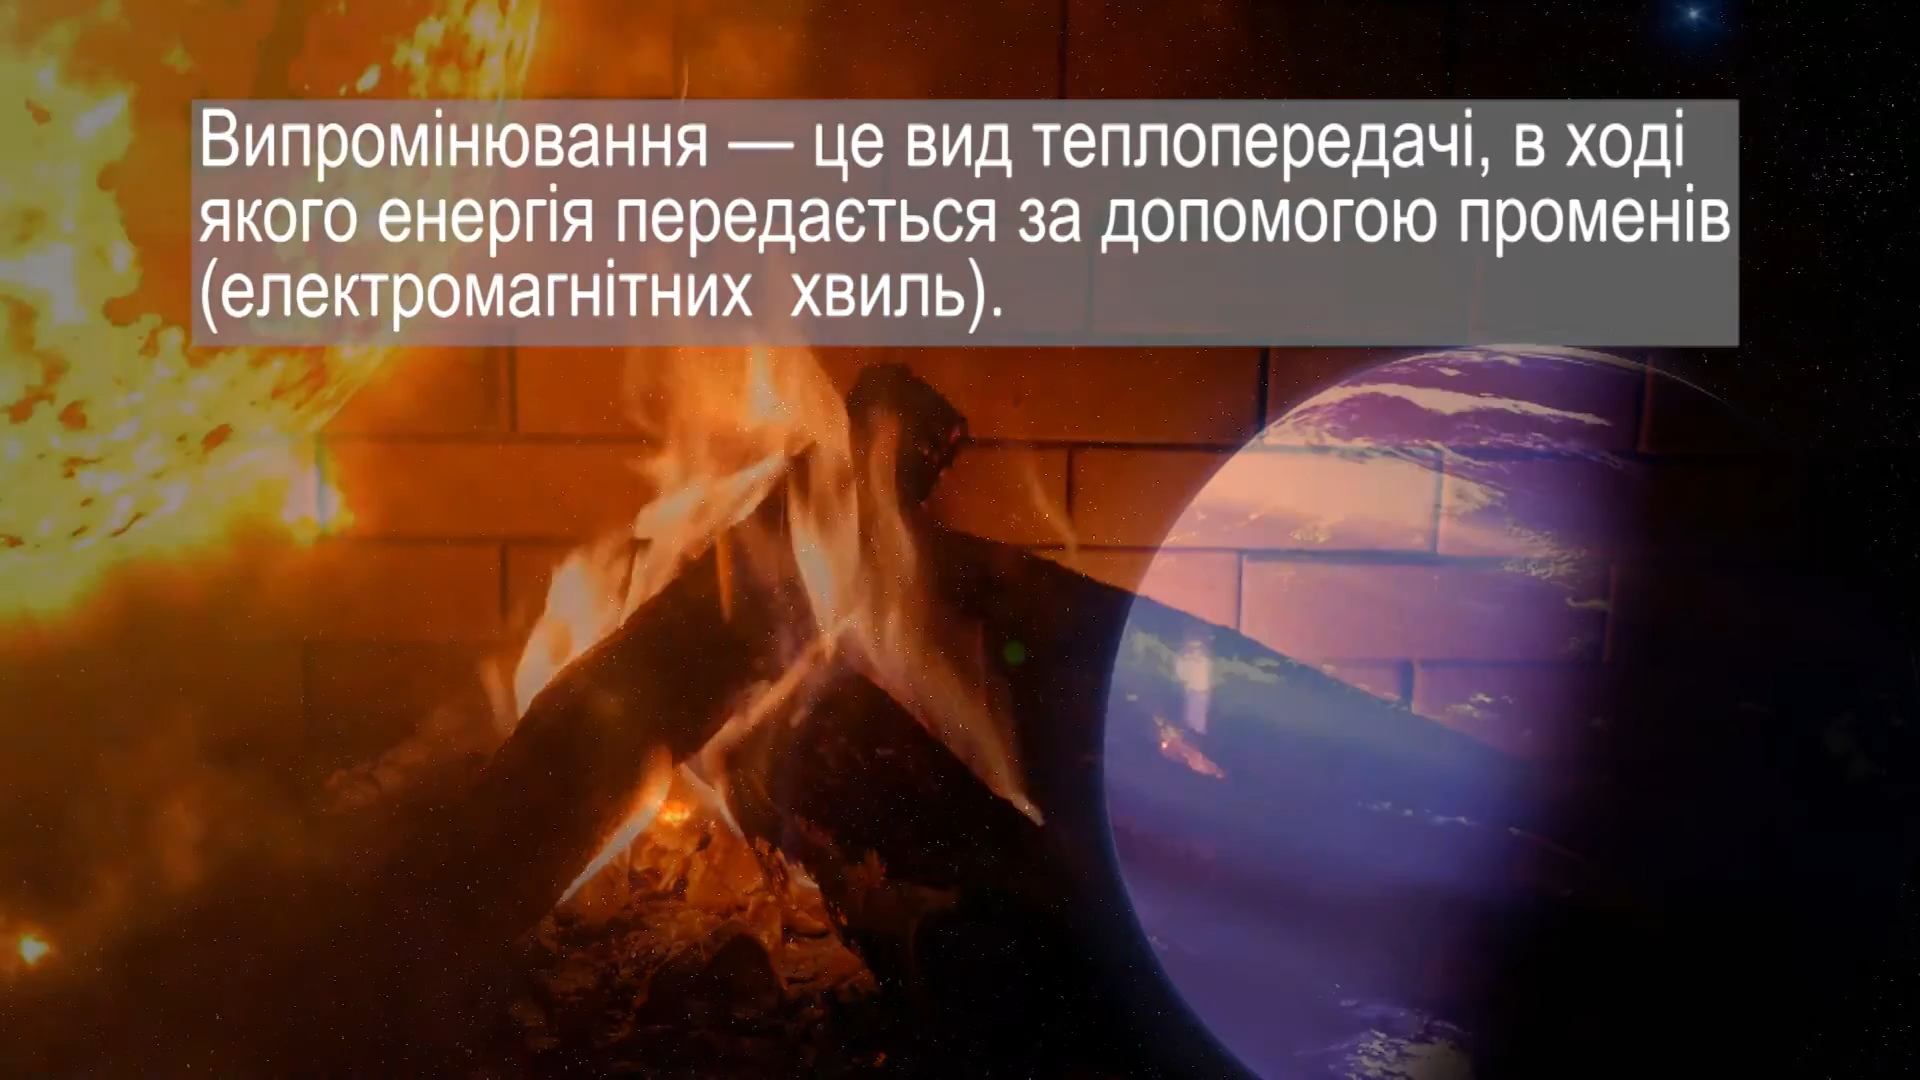 Випромінювання — це вид теплопередачі, в ході
якого енергія передається за допомогою променів
(електромагнітних хвиль).